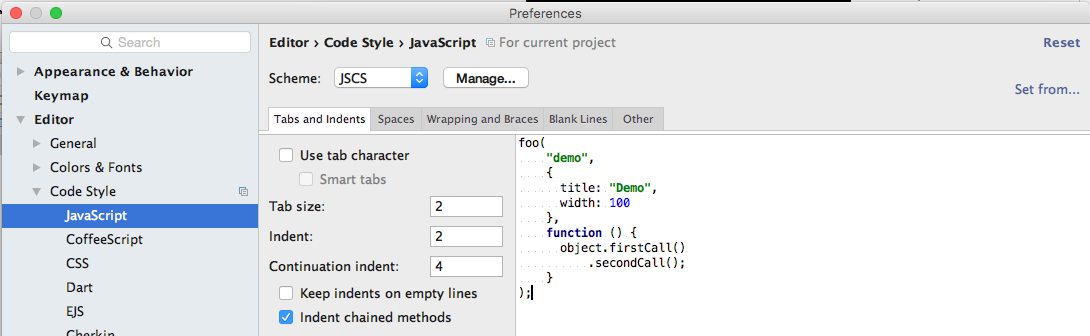 Preferences
Search
Appearance & Behavior
Keymap
Editor
General
Colors & Fonts
Code Style
JavaScript
CoffeeScript
CSS
Dart
EJS
Cherkin
Editor › Code Style › JavaScript For current project
Reset
Scheme: JSCS Manage...
Set from...
Tabs and Indents Spaces Wrapping and Braces Blank Lines Other
Use tab character
Smart tabs
Tab size: 2
Indent: 2
Continuation indent: 4
Keep indents on empty lines
Indent chained methods
foo(
    "demo",
    {
      title: "Demo",
      width: 100
    },
    function () {
      object.firstCall()
          .secondCall();
    }
);